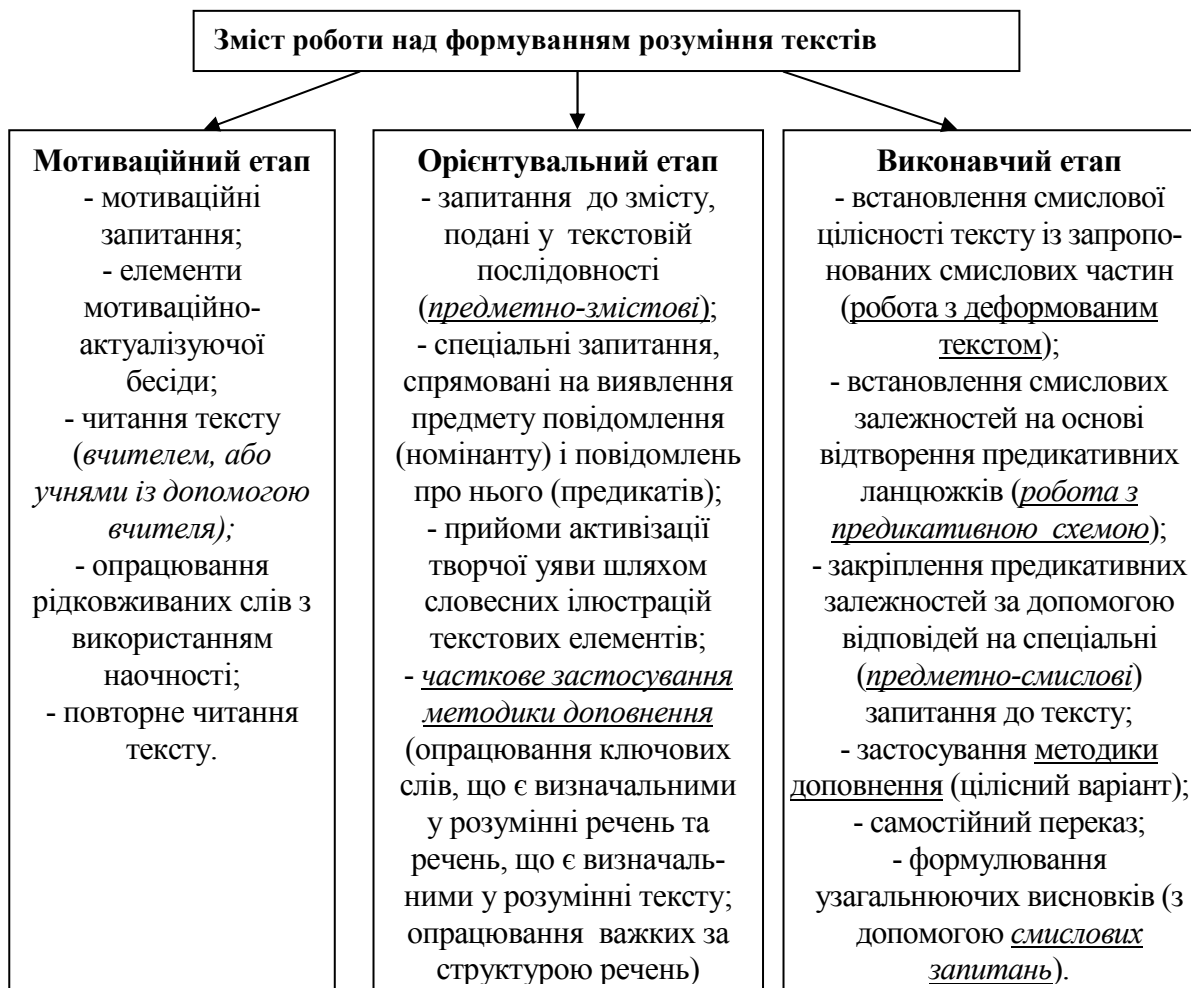 Зміст роботи над формуванням розуміння текстів
Мотиваційний етап
- мотиваційні
запитання;
- елементи
мотиваційно-
актуалізуючої
бесіди;
- читання тексту
(вчителем, або
учнями із допомогою
вчителя);
- опрацювання
рідковживаних слів з
використанням
наочності;
- повторне читання
тексту.
Орієнтувальний етап
- запитання до змісту,
подані у текстовій
послідовності
(предметно-змістові);
- спеціальні запитання,
спрямовані на виявлення
предмету повідомлення
(номінанту) і повідомлень
про нього (предикатів);
- прийоми активізації
творчої уяви шляхом
словесних ілюстрацій
текстових елементів;
- часткове застосування
методики доповнення
(опрацювання ключових
слів, що є визначальними
у розумінні речень та
речень, що є визначаль-
ними у розумінні тексту;
опрацювання важких за
структурою речень)
Виконавчий етап
- встановлення смислової
цілісності тексту із запропо-
нованих смислових частин
(робота з деформованим
текстом);
- встановлення смислових
залежностей на основі
відтворення предикативних
ланцюжків (робота з
предикативною схемою);
- закріплення предикативних
залежностей за допомогою
відповідей на спеціальні
(предметно-смислові)
запитання до тексту;
- застосування методики
доповнення (цілісний варіант);
- самостійний переказ;
- формулювання
узагальнюючих висновків (з
допомогою смислових
запитань).